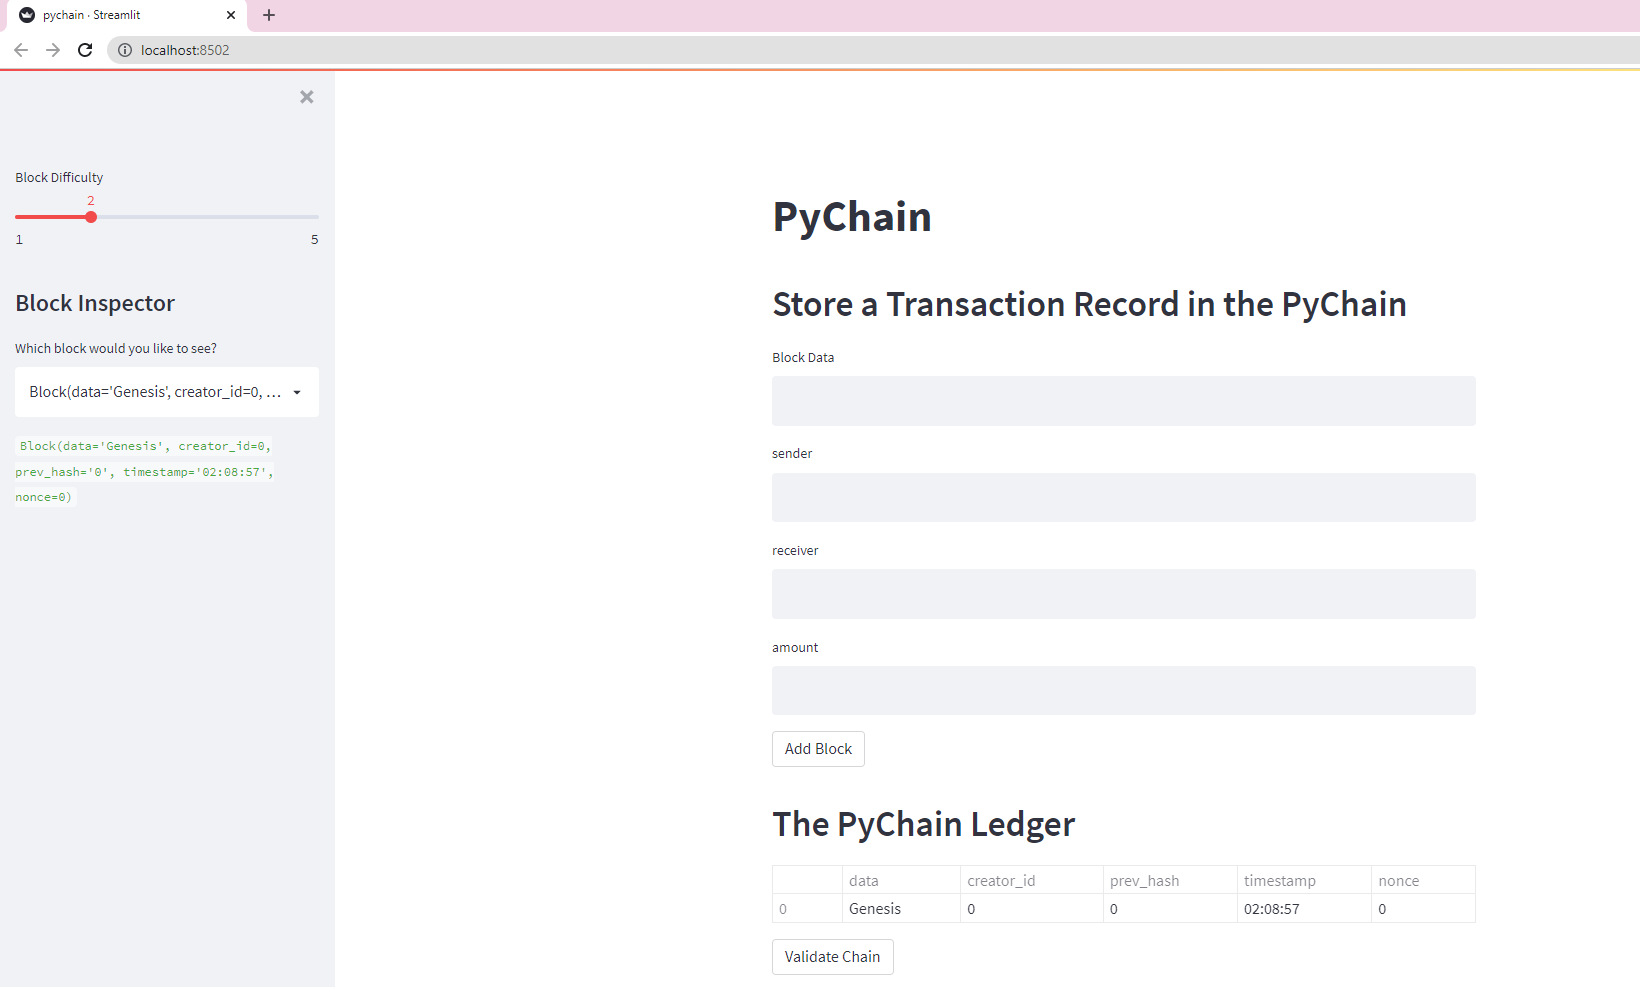 pychain · Streamlit
localhost:8502
Block Difficulty
2
1 5
Block Inspector
Which block would you like to see?
Block(data='Genesis', creator_id=0, ...
Block(data='Genesis', creator_id=0,
prev_hash='0', timestamp='02:08:57',
nonce=0)
PyChain
Store a Transaction Record in the PyChain
Block Data
sender
receiver
amount
Add Block
The PyChain Ledger
data creator_id prev_hash timestamp nonce
0 Genesis 0 0 02:08:57 0
Validate Chain